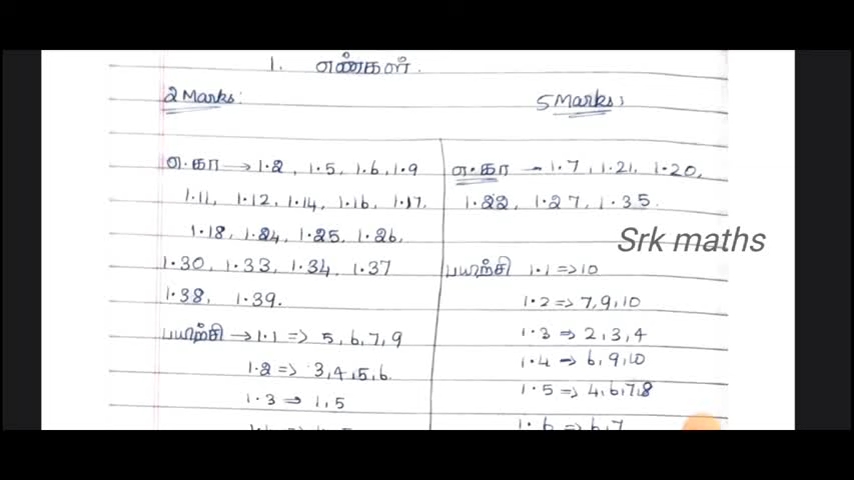 1. எண்கள்.
2 Marks:
எ.கா → 1.2, 1.5, 1.6, 1.9
1.11, 1.12, 1.14, 1.16, 1.17,
1.18, 1.24, 1.25, 1.26,
1.30, 1.33, 1.34, 1.37
1.38, 1.39.
பயிற்சி → 1.1 => 5, 6, 7, 9
1.2 => 3, 4, 5, 6
1.3 => 1, 5
5 Marks:
எ.கா → 1.7, 1.21, 1.20,
1.22, 1.27, 1.35.
Srk maths
பயிற்சி 1.1 => 10
1.2 => 7, 9, 10
1.3 => 2, 3, 4
1.4 → 6, 9, 10
1.5 => 4, 6, 7, 8
1.6 => 6, 7